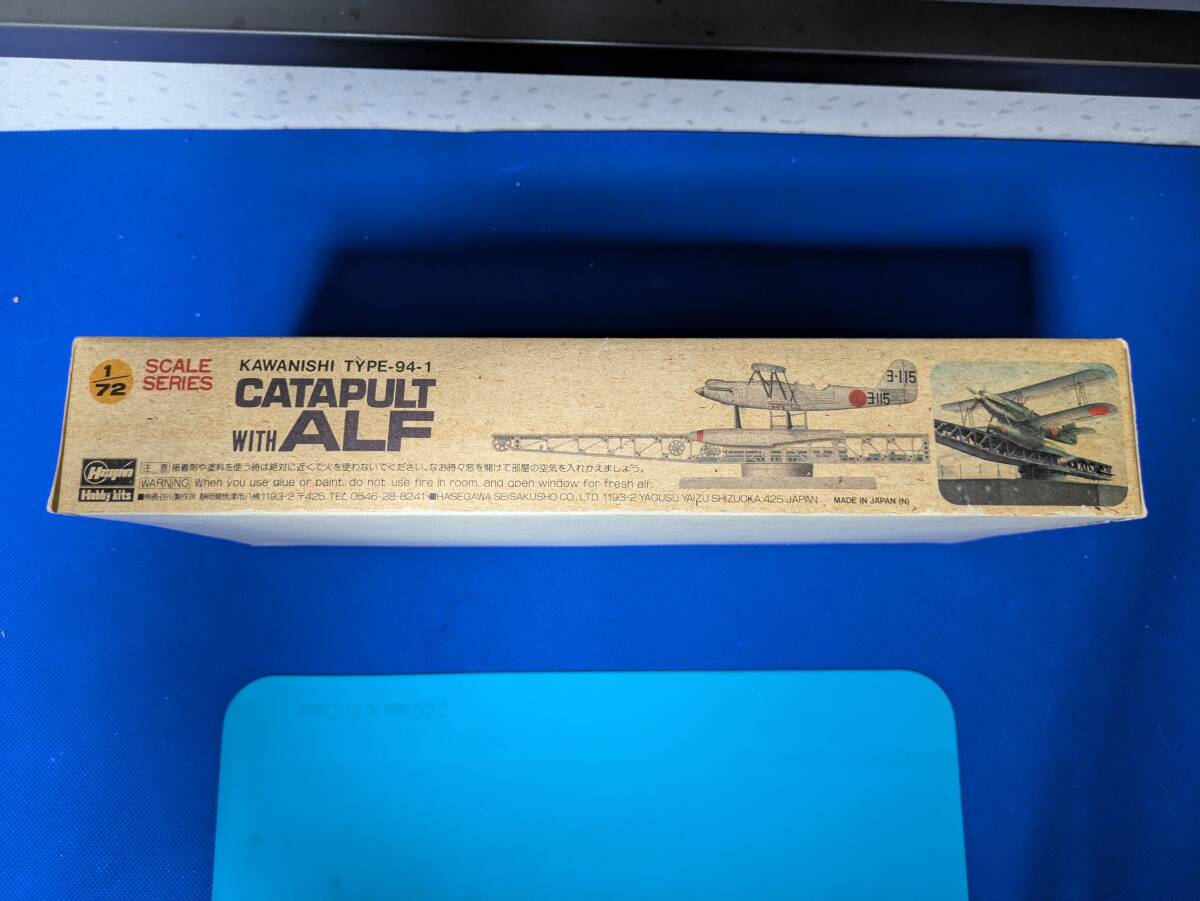 1/72
SCALE
SERIES
KAWANISHI TYPE-94-1
CATAPULT
WITH ALF
ヨ-115
ヨ-115
Hasegawa
Hobby kits
注意 接着剤や塗料を使う時は絶対に近くで火を使わないでください。なお時々窓を開けて部屋の空気を入れかえましょう。
WARNING When you use glue or paint. do not use fire in room. and open window for fresh air.
■㈱長谷川製作所 静岡県焼津市八楠1193-2 〒425 TEL 0546-28-8241 ■HASEGAWA SEISAKUSHO CO., LTD. 1193-2 YAGUSU YAIZU SHIZUOKA 425 JAPAN
MADE IN JAPAN (N)
300mm X 200mm